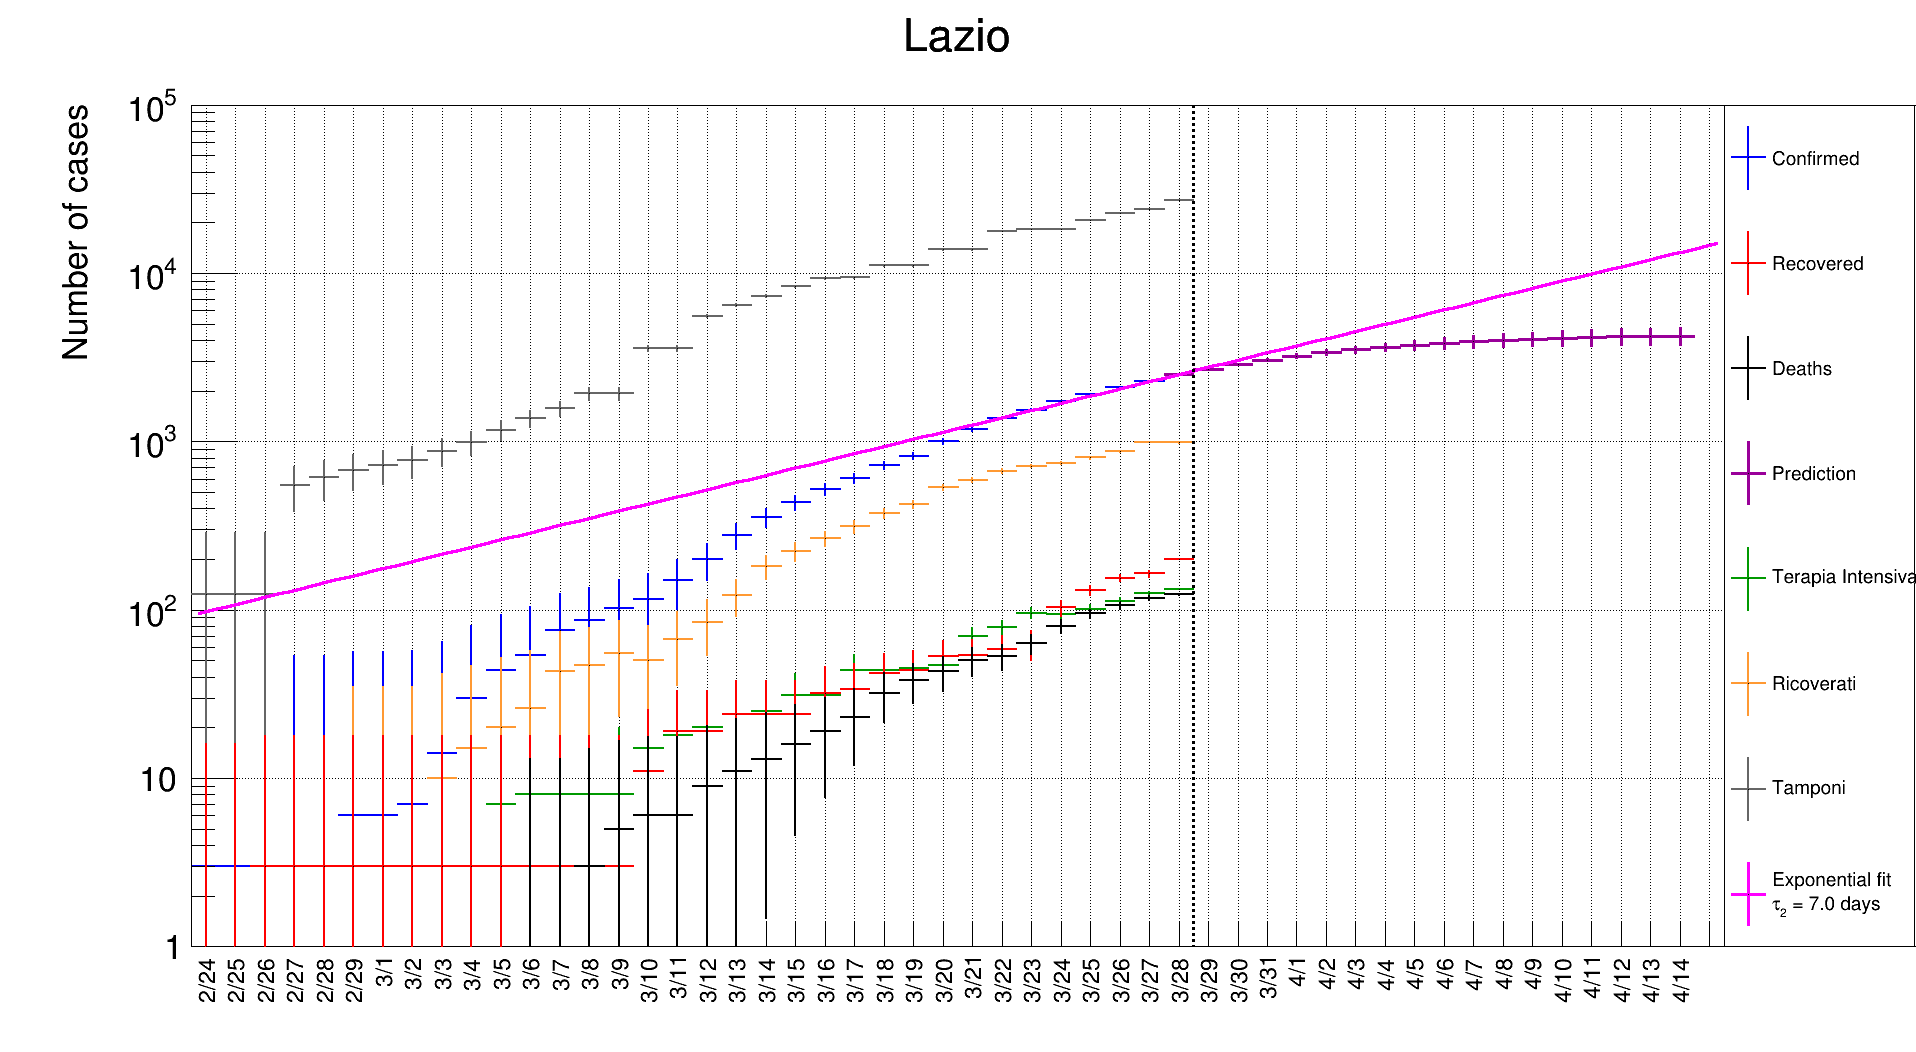 Lazio
Number of cases
10^5
10^4
10^3
10^2
10
1
2/24 2/25 2/26 2/27 2/28 2/29 3/1 3/2 3/3 3/4 3/5 3/6 3/7 3/8 3/9 3/10 3/11 3/12 3/13 3/14 3/15 3/16 3/17 3/18 3/19 3/20 3/21 3/22 3/23 3/24 3/25 3/26 3/27 3/28 3/29 3/30 3/31 4/1 4/2 4/3 4/4 4/5 4/6 4/7 4/8 4/9 4/10 4/11 4/12 4/13 4/14
Confirmed
Recovered
Deaths
Prediction
Terapia Intensiva
Ricoverati
Tamponi
Exponential fit
τ₂ = 7.0 days